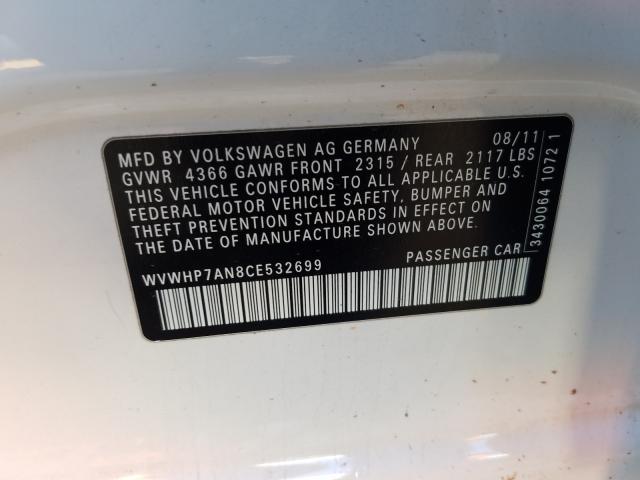 MFD BY VOLKSWAGEN AG GERMANY 08/11
GVWR 4366 GAWR FRONT 2315 / REAR 2117 LBS
THIS VEHICLE CONFORMS TO ALL APPLICABLE U.S.
FEDERAL MOTOR VEHICLE SAFETY, BUMPER AND
THEFT PREVENTION STANDARDS IN EFFECT ON
THE DATE OF MANUFACTURE SHOWN ABOVE.
WVWHP7AN8CE532699 PASSENGER CAR
3430064 1072 1